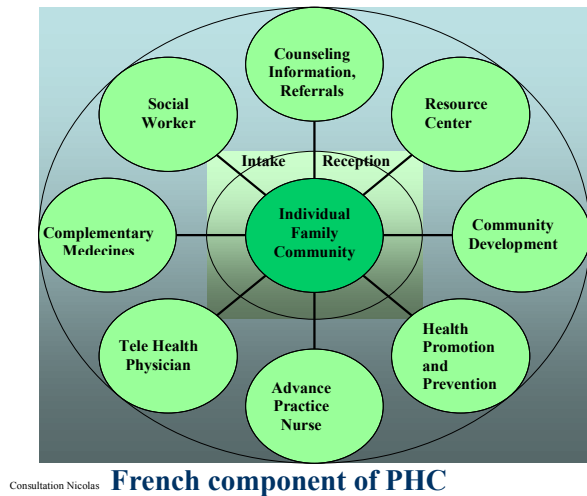 Counseling
Information,
Referrals
Social
Worker
Resource
Center
Intake
Reception
Complementary
Medecines
Individual
Family
Community
Community
Development
Tele Health
Physician
Health
Promotion
and
Prevention
Advance
Practice
Nurse
Consultation Nicolas
French component of PHC